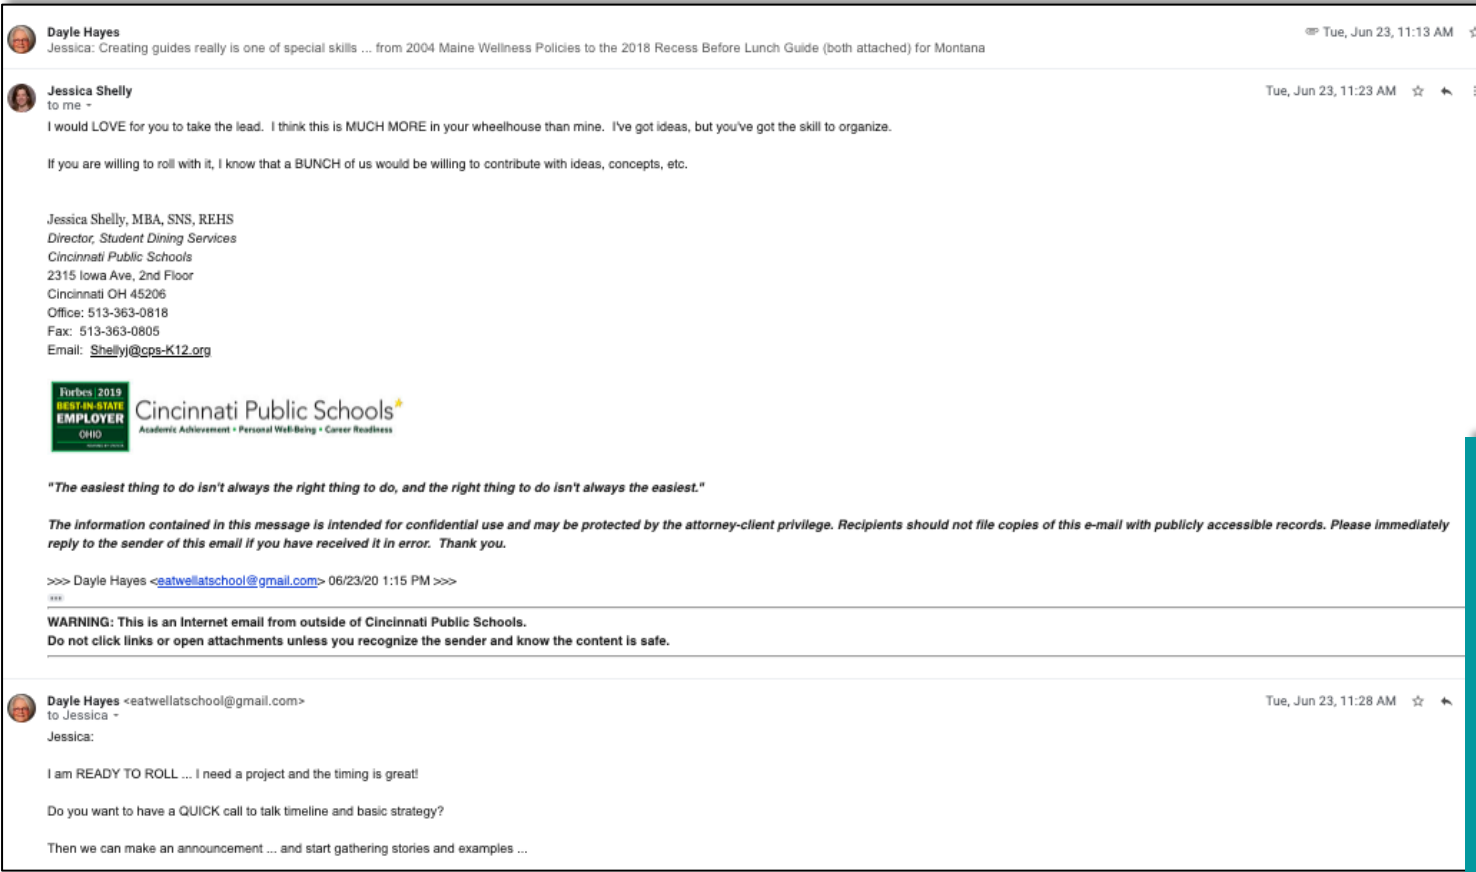 Dayle Hayes
Tue, Jun 23, 11:13 AM
Jessica: Creating guides really is one of special skills ... from 2004 Maine Wellness Policies to the 2018 Recess Before Lunch Guide (both attached) for Montana
Jessica Shelly
Tue, Jun 23, 11:23 AM
to me
I would LOVE for you to take the lead. I think this is MUCH MORE in your wheelhouse than mine. I've got ideas, but you've got the skill to organize.
If you are willing to roll with it, I know that a BUNCH of us would be willing to contribute with ideas, concepts, etc.
Jessica Shelly, MBA, SNS, REHS
Director, Student Dining Services
Cincinnati Public Schools
2315 Iowa Ave, 2nd Floor
Cincinnati OH 45206
Office: 513-363-0818
Fax: 513-363-0805
Email: Shellyj@cps-K12.org
Forbes | 2019
BEST-IN-STATE
EMPLOYER
OHIO
Cincinnati Public Schools
Academic Achievement • Personal Well-Being • Career Readiness
"The easiest thing to do isn't always the right thing to do, and the right thing to do isn't always the easiest."
The information contained in this message is intended for confidential use and may be protected by the attorney-client privilege. Recipients should not file copies of this e-mail with publicly accessible records. Please immediately
reply to the sender of this email if you have received it in error. Thank you.
>>> Dayle Hayes <eatwellatschool@gmail.com> 06/23/20 1:15 PM >>>
WARNING: This is an Internet email from outside of Cincinnati Public Schools.
Do not click links or open attachments unless you recognize the sender and know the content is safe.
Dayle Hayes <eatwellatschool@gmail.com>
Tue, Jun 23, 11:28 AM
to Jessica
Jessica:
I am READY TO ROLL ... I need a project and the timing is great!
Do you want to have a QUICK call to talk timeline and basic strategy?
Then we can make an announcement ... and start gathering stories and examples ...